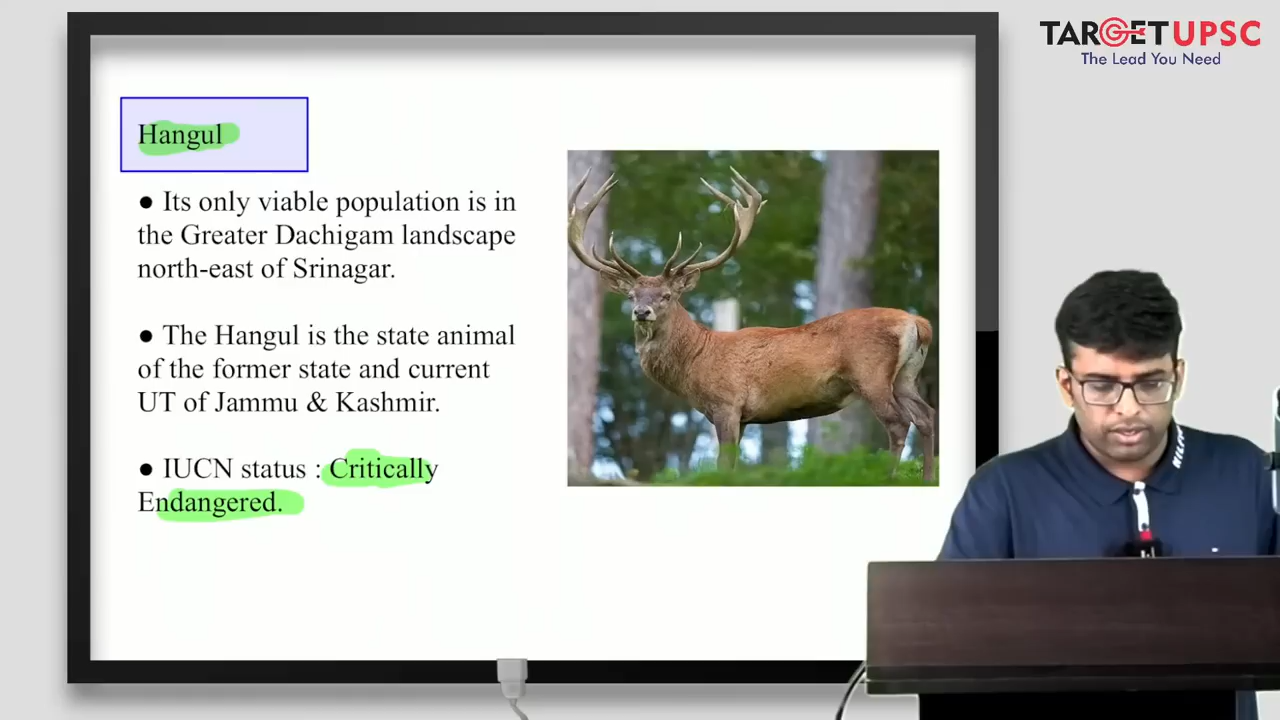 TARGET UPSC
The Lead You Need
Hangul
● Its only viable population is in
the Greater Dachigam landscape
north-east of Srinagar.
● The Hangul is the state animal
of the former state and current
UT of Jammu & Kashmir.
● IUCN status : Critically
Endangered.